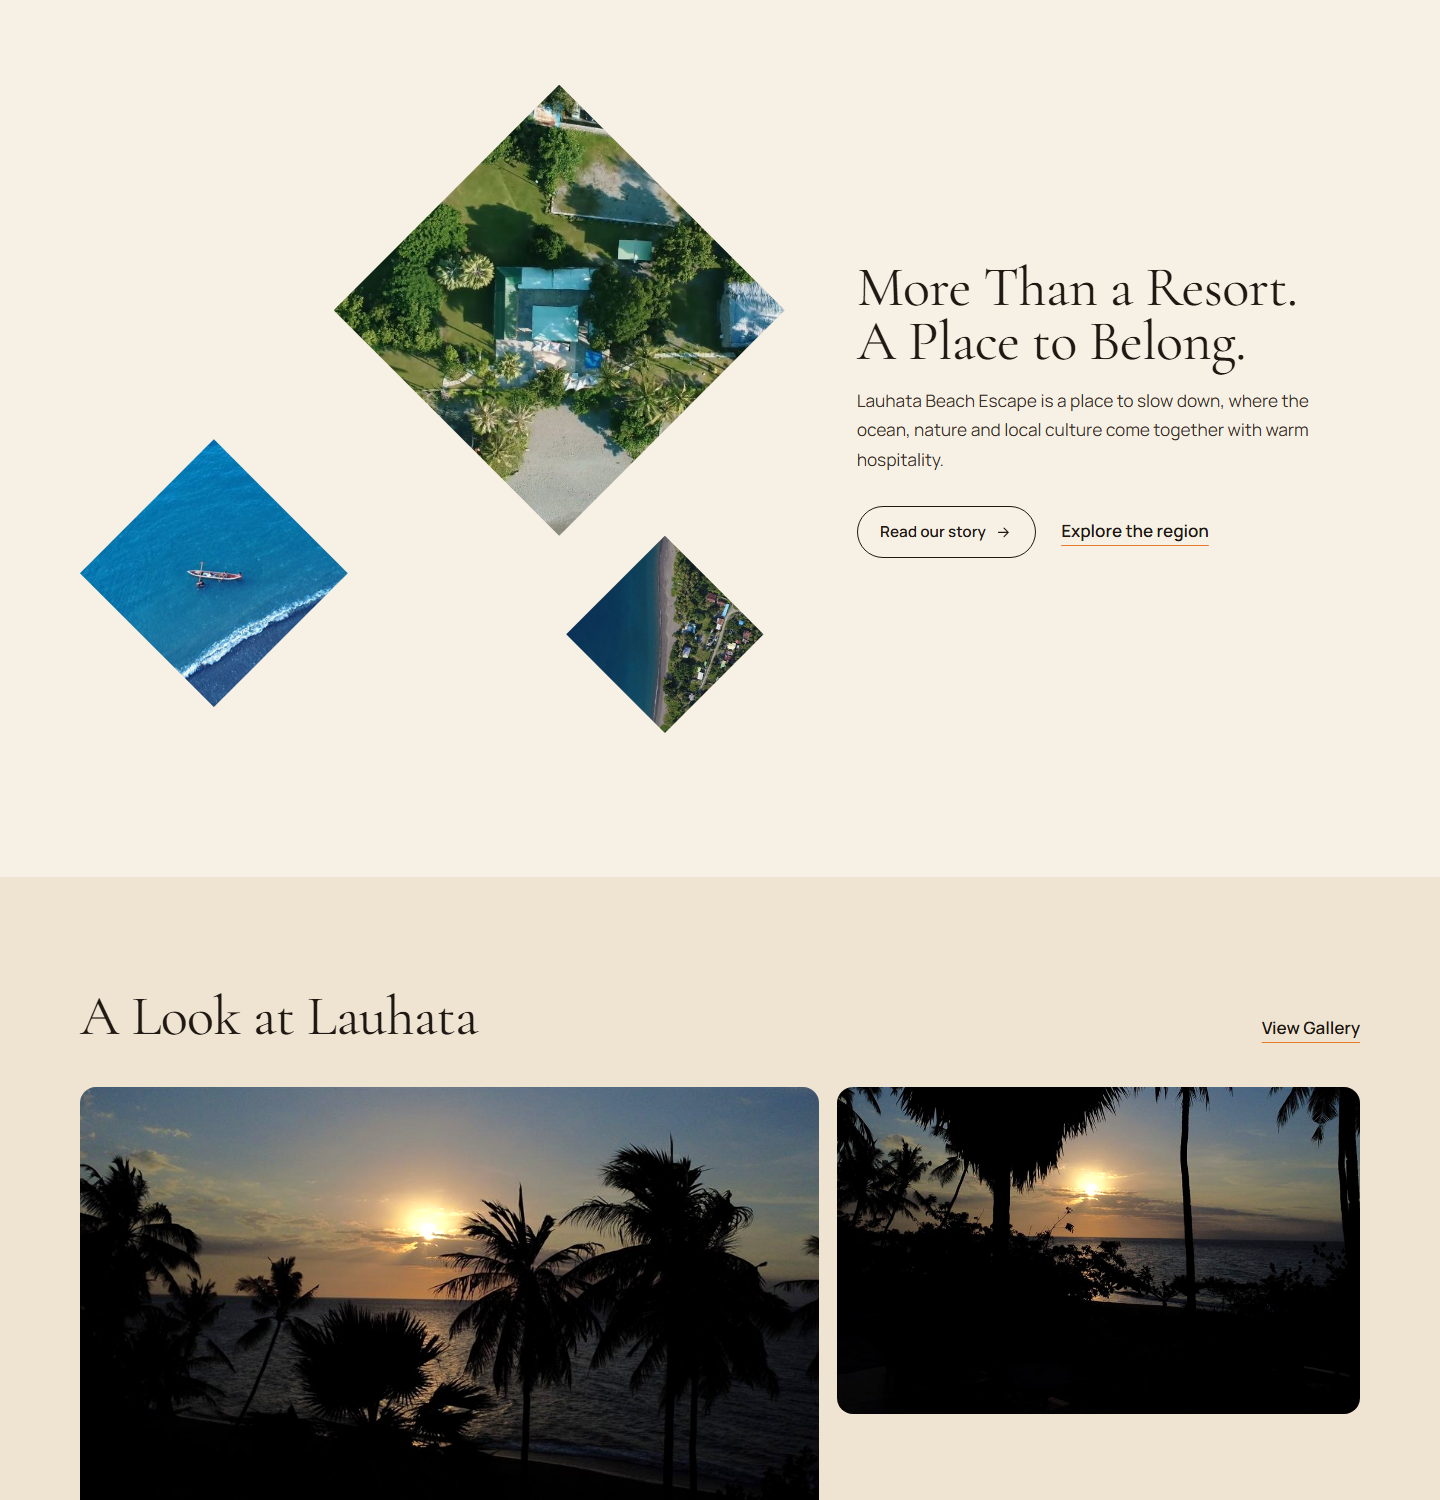 More Than a Resort.
A Place to Belong.
Lauhata Beach Escape is a place to slow down, where the
ocean, nature and local culture come together with warm
hospitality.
Read our story →
Explore the region
A Look at Lauhata
View Gallery